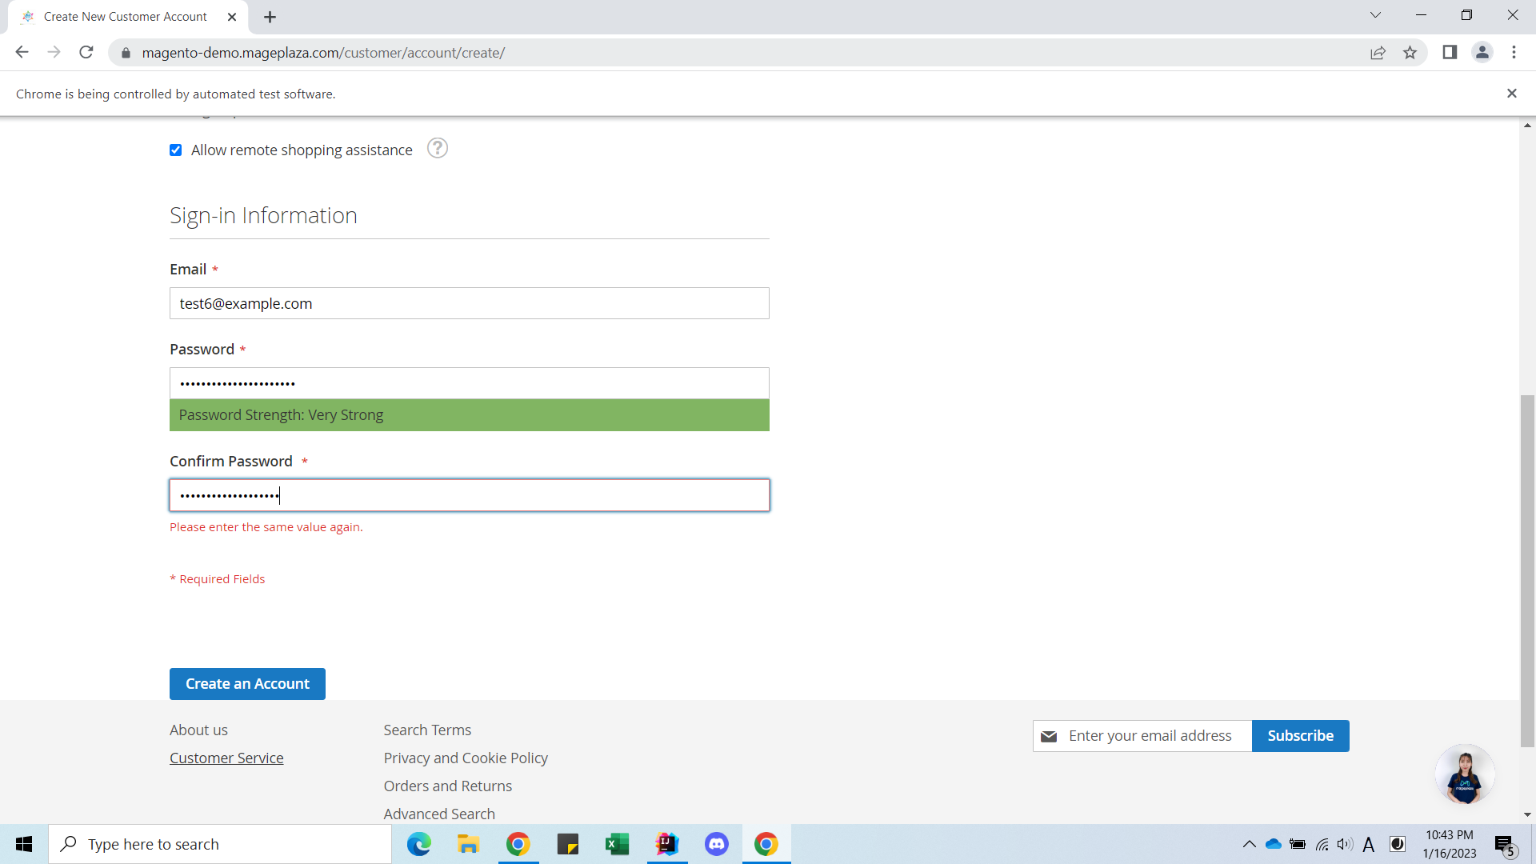 Create New Customer Account
magento-demo.mageplaza.com/customer/account/create/
Chrome is being controlled by automated test software.
Allow remote shopping assistance ?
Sign-in Information
Email *
test6@example.com
Password *
••••••••••••••••••••••
Password Strength: Very Strong
Confirm Password *
•••••••••••••••••••
Please enter the same value again.
* Required Fields
Create an Account
About us
Customer Service
Search Terms
Privacy and Cookie Policy
Orders and Returns
Advanced Search
Enter your email address
Subscribe
Type here to search
A
10:43 PM
1/16/2023
5